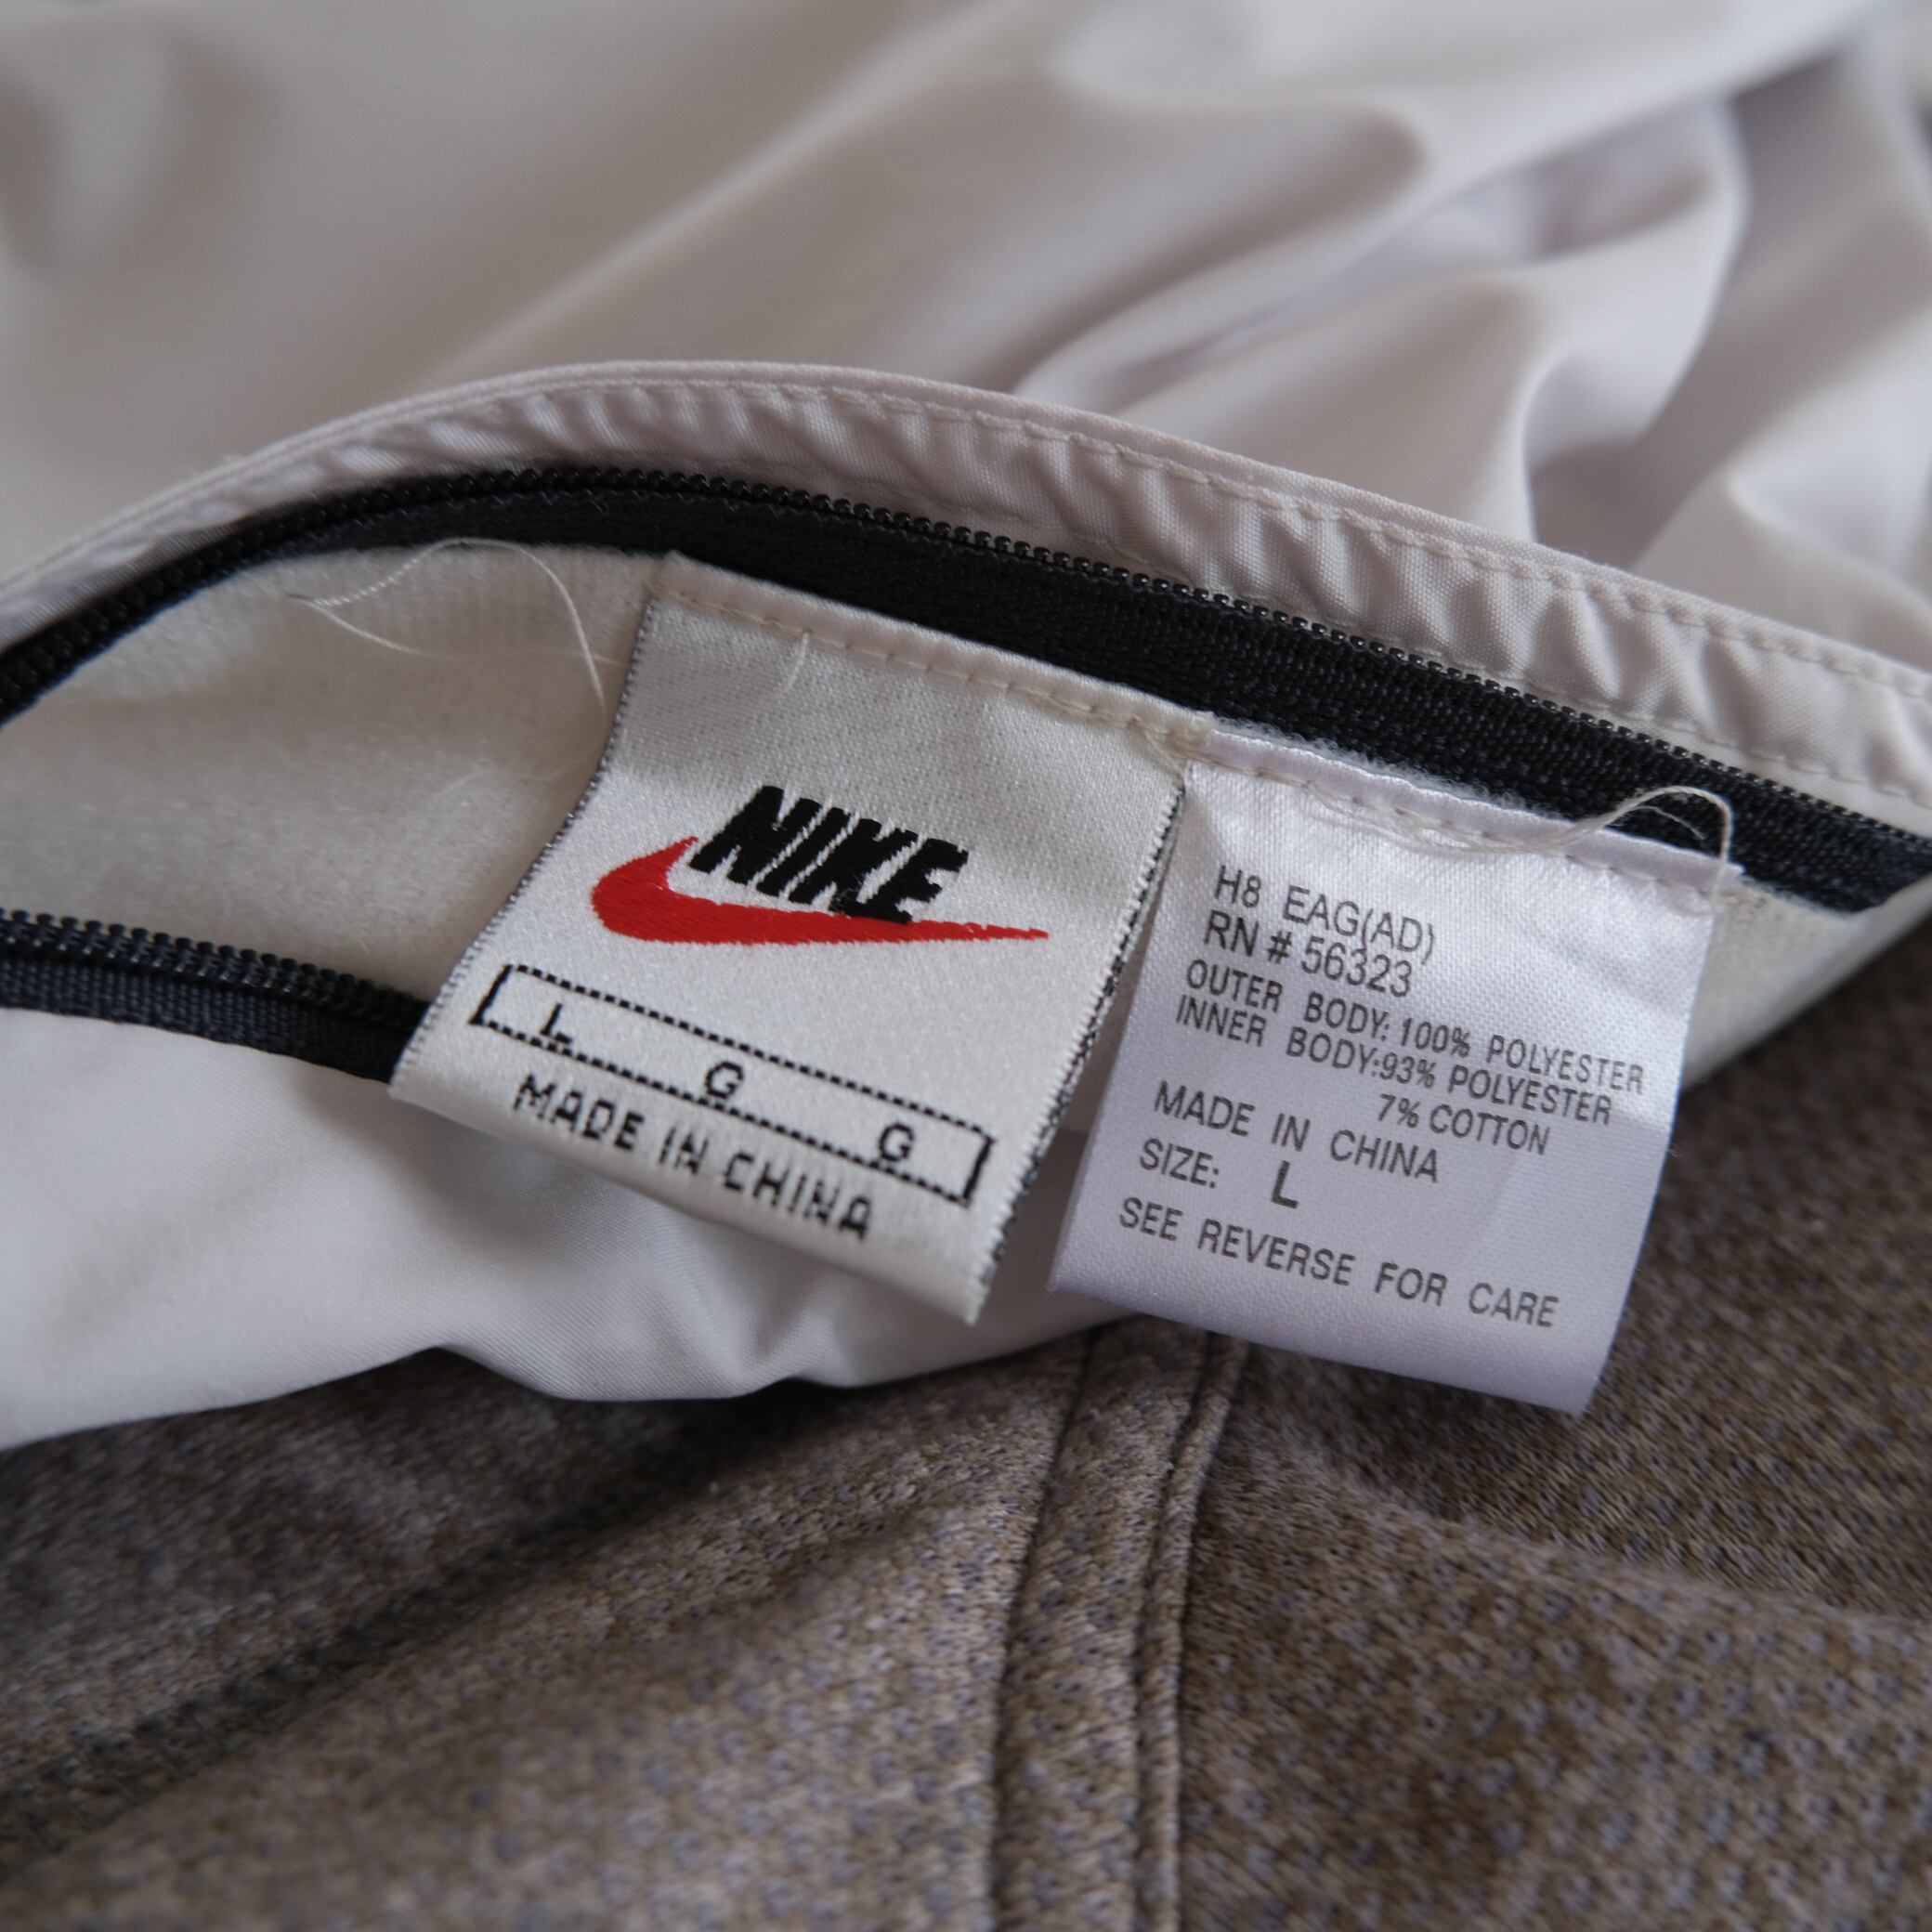 NIKE
L G G
MADE IN CHINA
H8 EAG(AD)
RN # 56323
OUTER BODY: 100% POLYESTER
INNER BODY:93% POLYESTER
7% COTTON
MADE IN CHINA
SIZE: L
SEE REVERSE FOR CARE